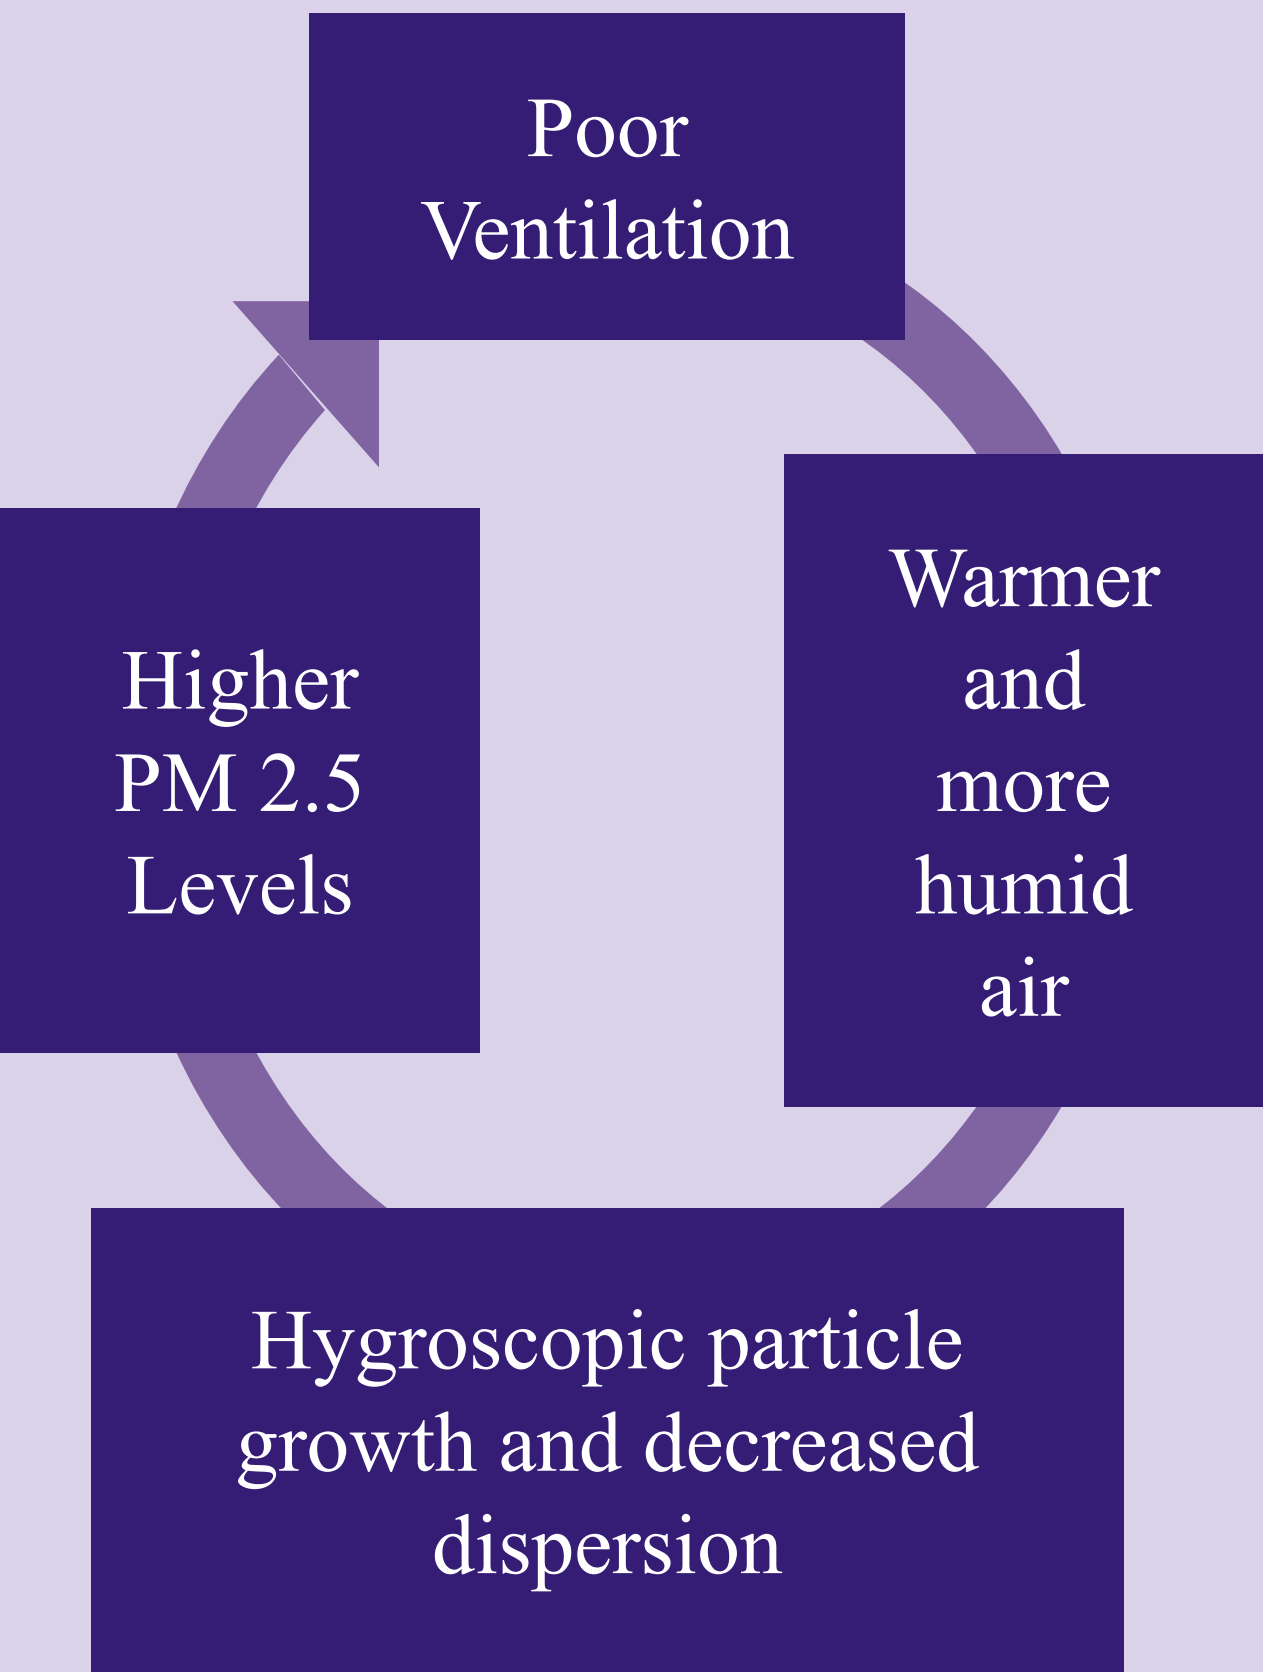 Poor
Ventilation
Warmer
and
more
humid
air
Hygroscopic particle
growth and decreased
dispersion
Higher
PM 2.5
Levels